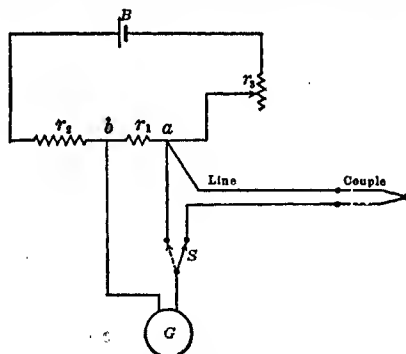 B
r₃
r₂ b r₁ a
Line Couple
S
G